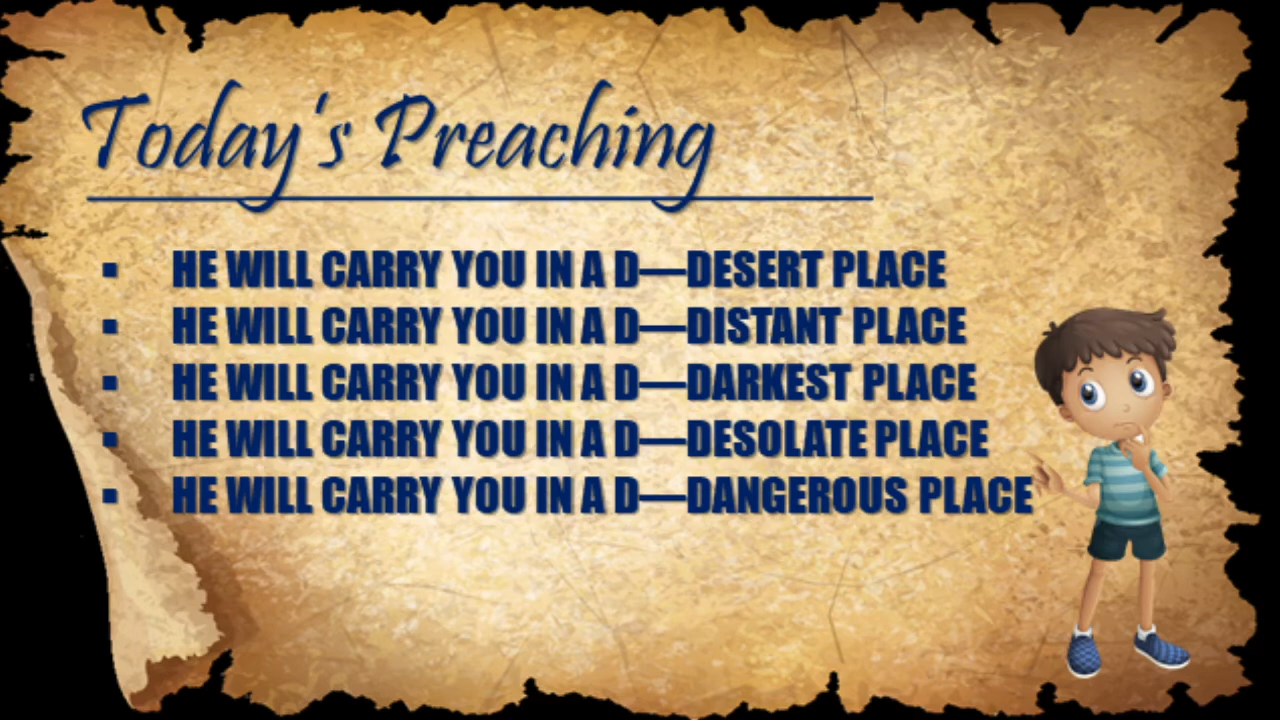 Today's Preaching
▪ HE WILL CARRY YOU IN A D—DESERT PLACE
▪ HE WILL CARRY YOU IN A D—DISTANT PLACE
▪ HE WILL CARRY YOU IN A D—DARKEST PLACE
▪ HE WILL CARRY YOU IN A D—DESOLATE PLACE
▪ HE WILL CARRY YOU IN A D—DANGEROUS PLACE